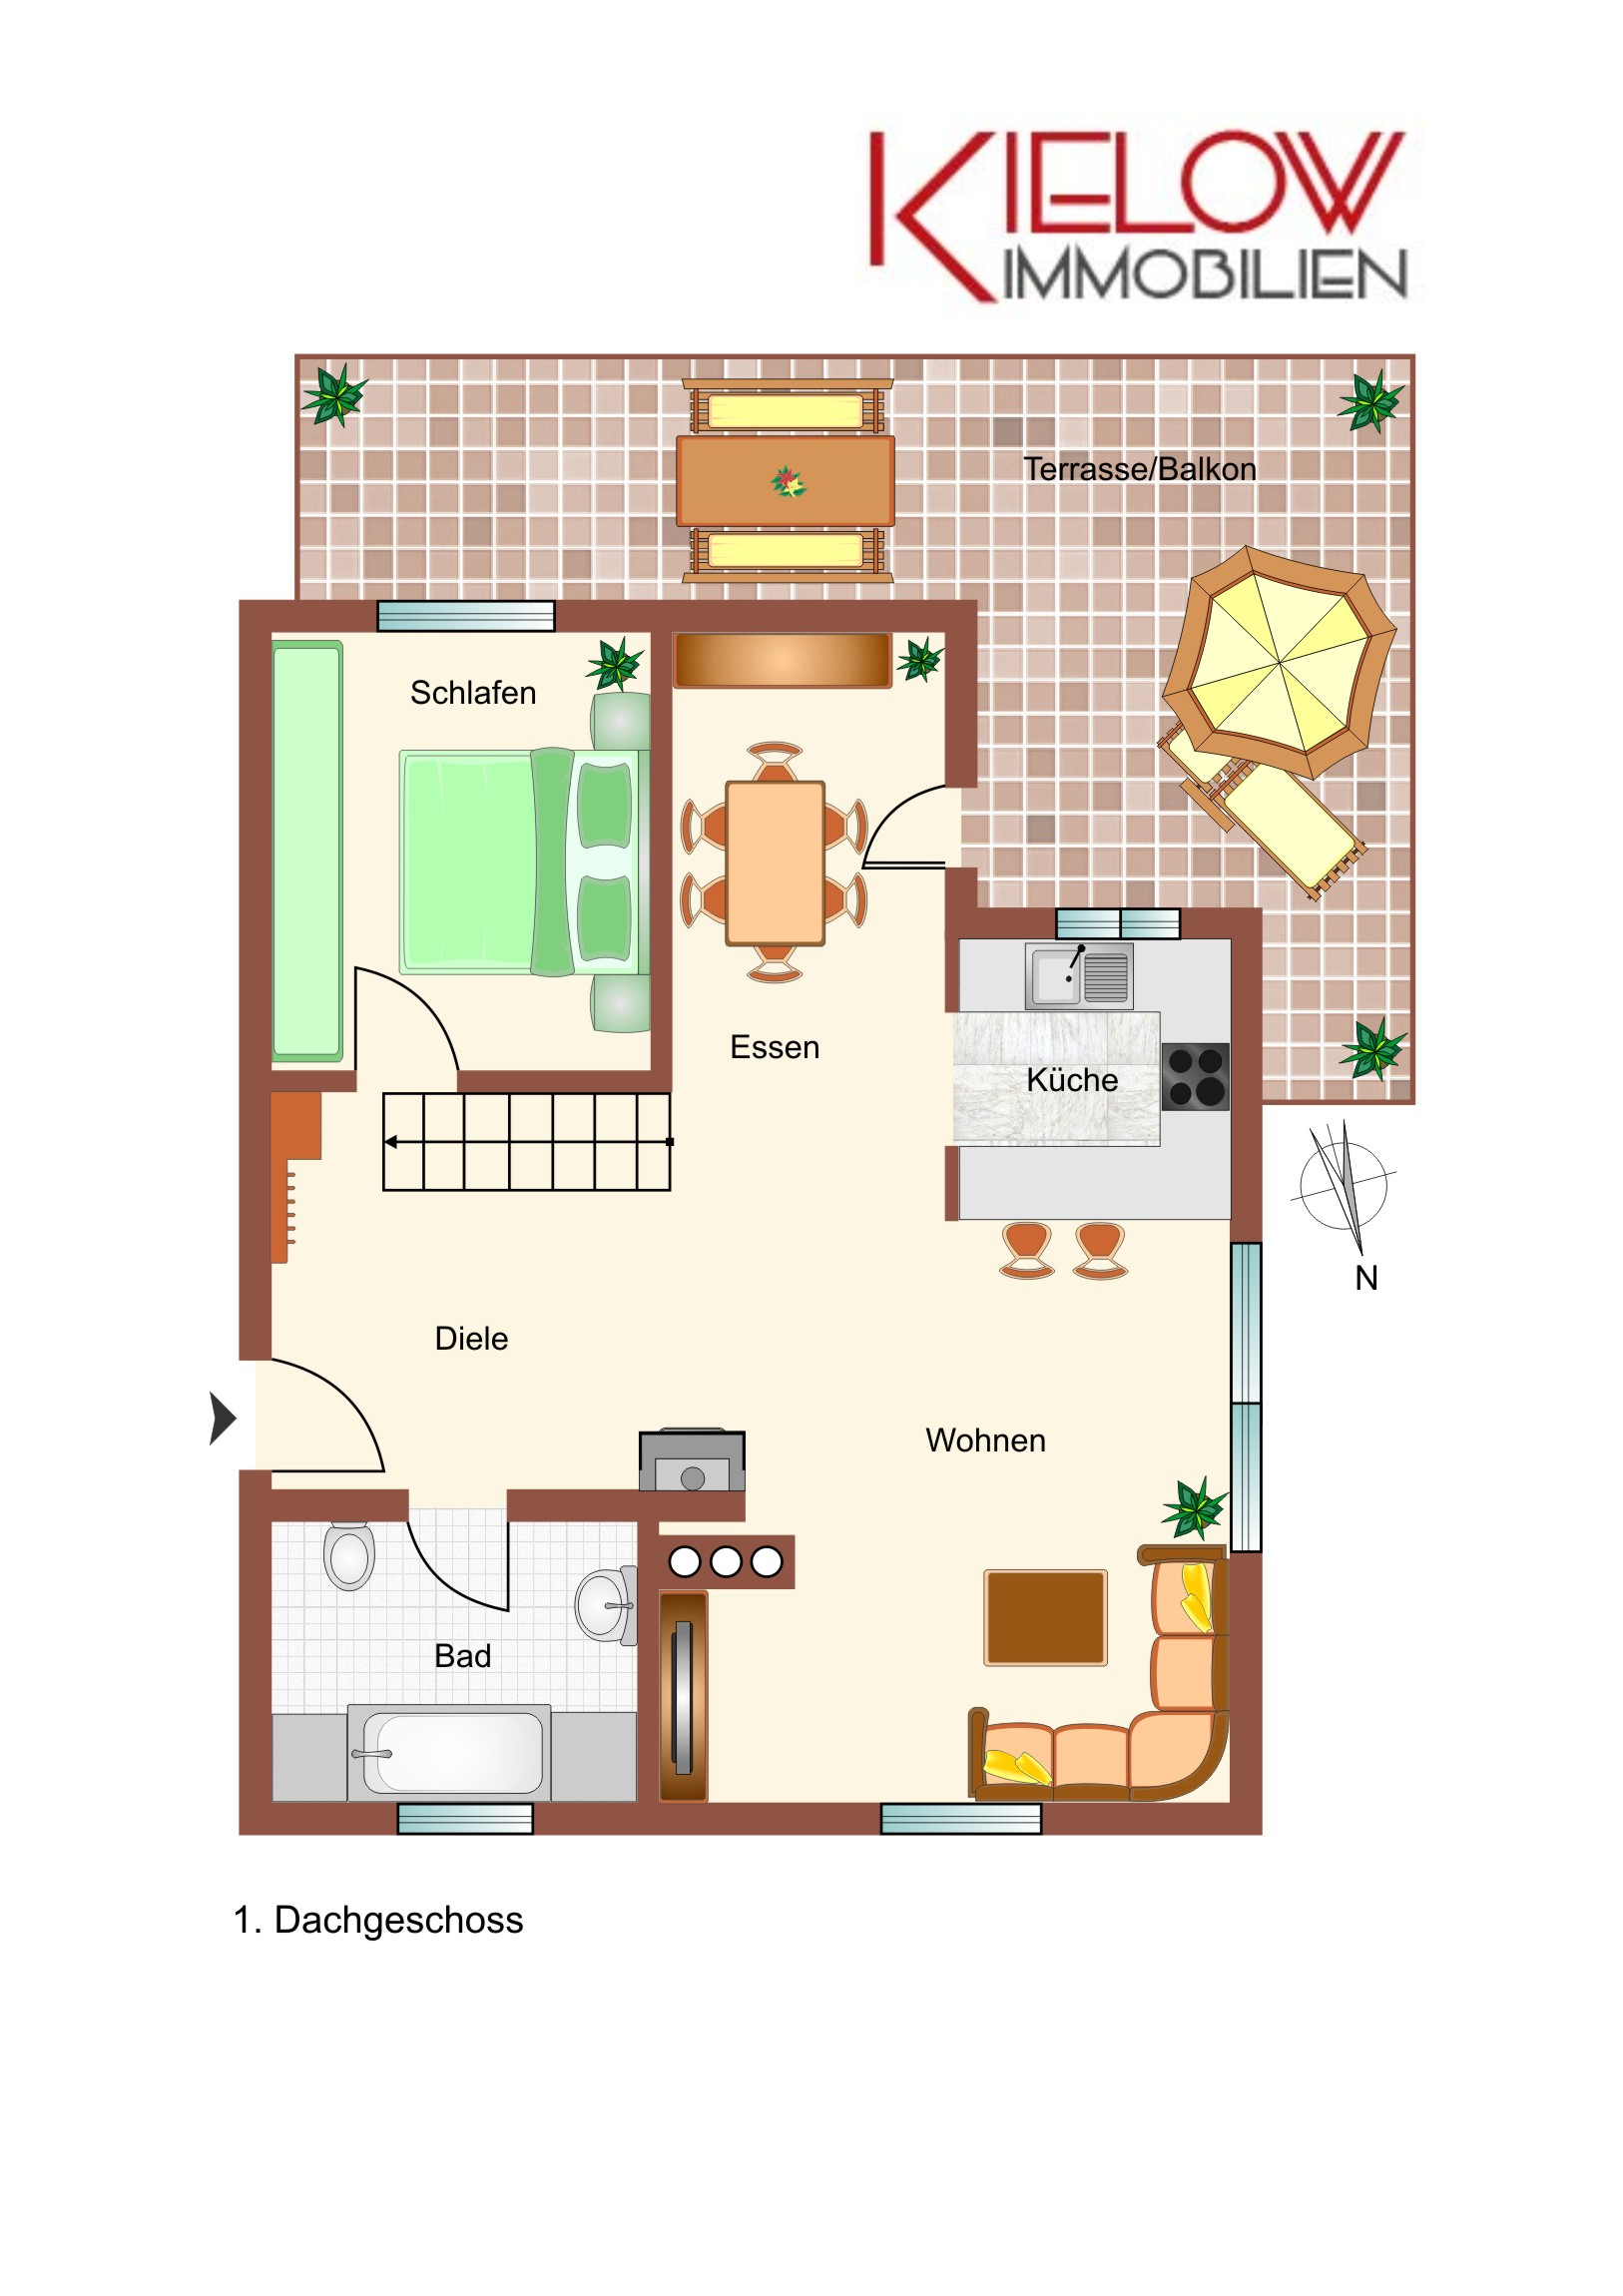 KIELOW
IMMOBILIEN
Terrasse/Balkon
Schlafen
Essen
Küche
N
Diele
Wohnen
Bad
1. Dachgeschoss